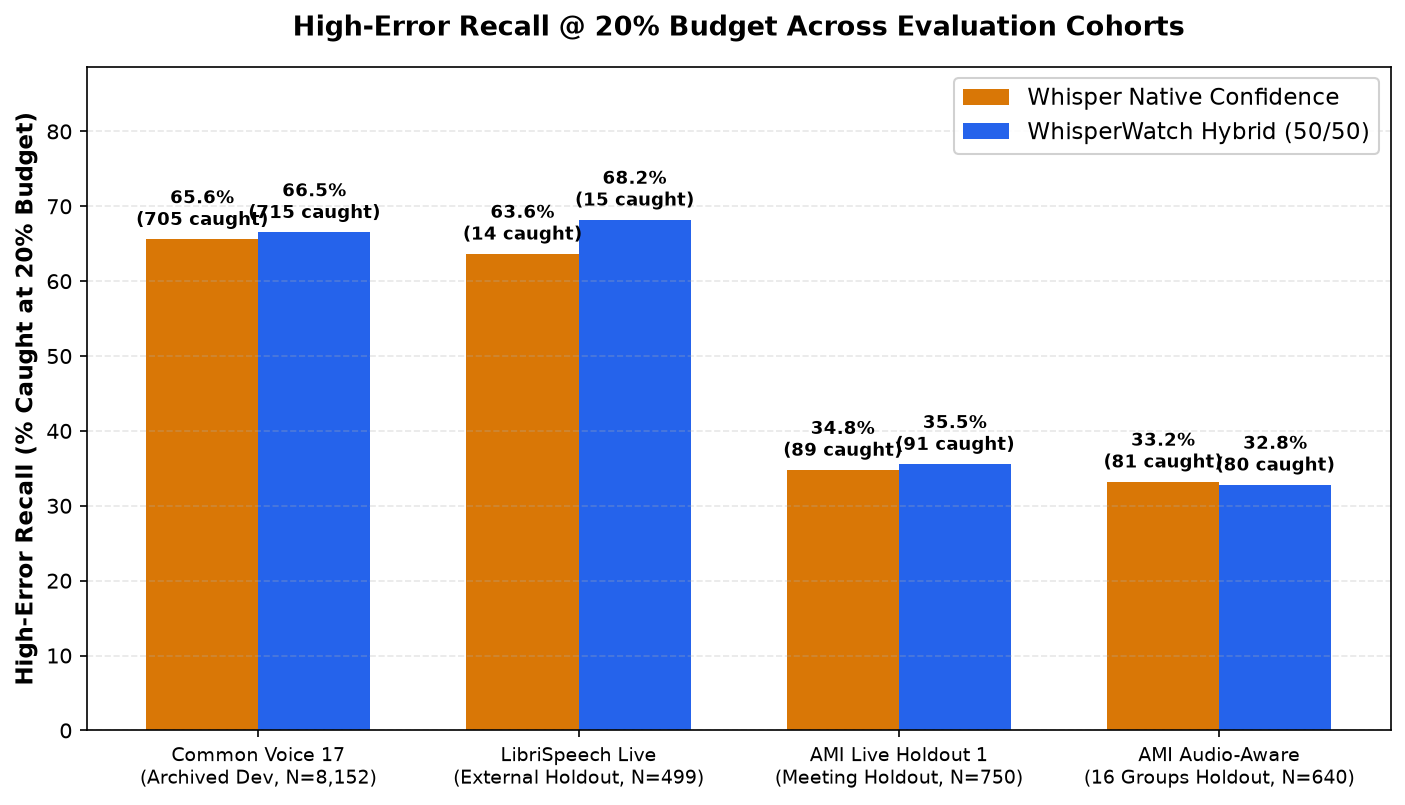 High-Error Recall @ 20% Budget Across Evaluation Cohorts
Whisper Native Confidence
WhisperWatch Hybrid (50/50)
High-Error Recall (% Caught at 20% Budget)
80
70
60
50
40
30
20
10
0
65.6%
(705 caught)
66.5%
(715 caught)
63.6%
(14 caught)
68.2%
(15 caught)
34.8%
(89 caught)
35.5%
(91 caught)
33.2%
(81 caught)
32.8%
(80 caught)
Common Voice 17
(Archived Dev, N=8,152)
LibriSpeech Live
(External Holdout, N=499)
AMI Live Holdout 1
(Meeting Holdout, N=750)
AMI Audio-Aware
(16 Groups Holdout, N=640)